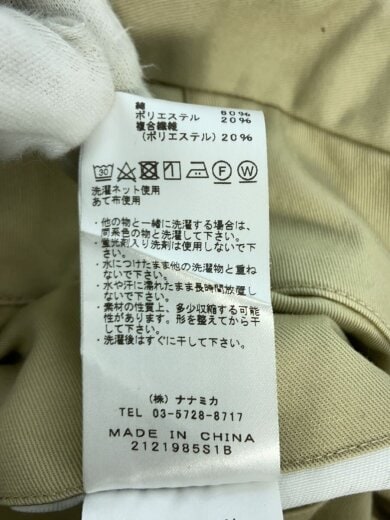 綿 60%
ポリエステル 20%
複合繊維
(ポリエステル) 20%
30 F W
洗濯ネット使用
あて布使用
・他の物と一緒に洗濯する場合は、
同系色の物と洗濯して下さい。
・蛍光剤入り洗剤は使用しないで下
さい。
・水につけたまま他の洗濯物と重ね
ないで下さい。
・水や汗に濡れたまま長時間放置し
ないで下さい。
・素材の性質上、多少収縮する可能
性があります。形を整えてから干
して下さい。
・洗濯後はすぐに干して下さい。
(株) ナナミカ
TEL 03-5728-8717
MADE IN CHINA
2121985S1B